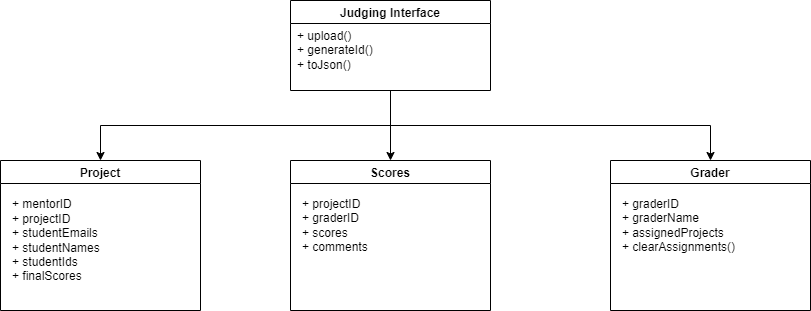 Judging Interface
+ upload()
+ generateId()
+ toJson()
Project
+ mentorID
+ projectID
+ studentEmails
+ studentNames
+ studentIds
+ finalScores
Scores
+ projectID
+ graderID
+ scores
+ comments
Grader
+ graderID
+ graderName
+ assignedProjects
+ clearAssignments()